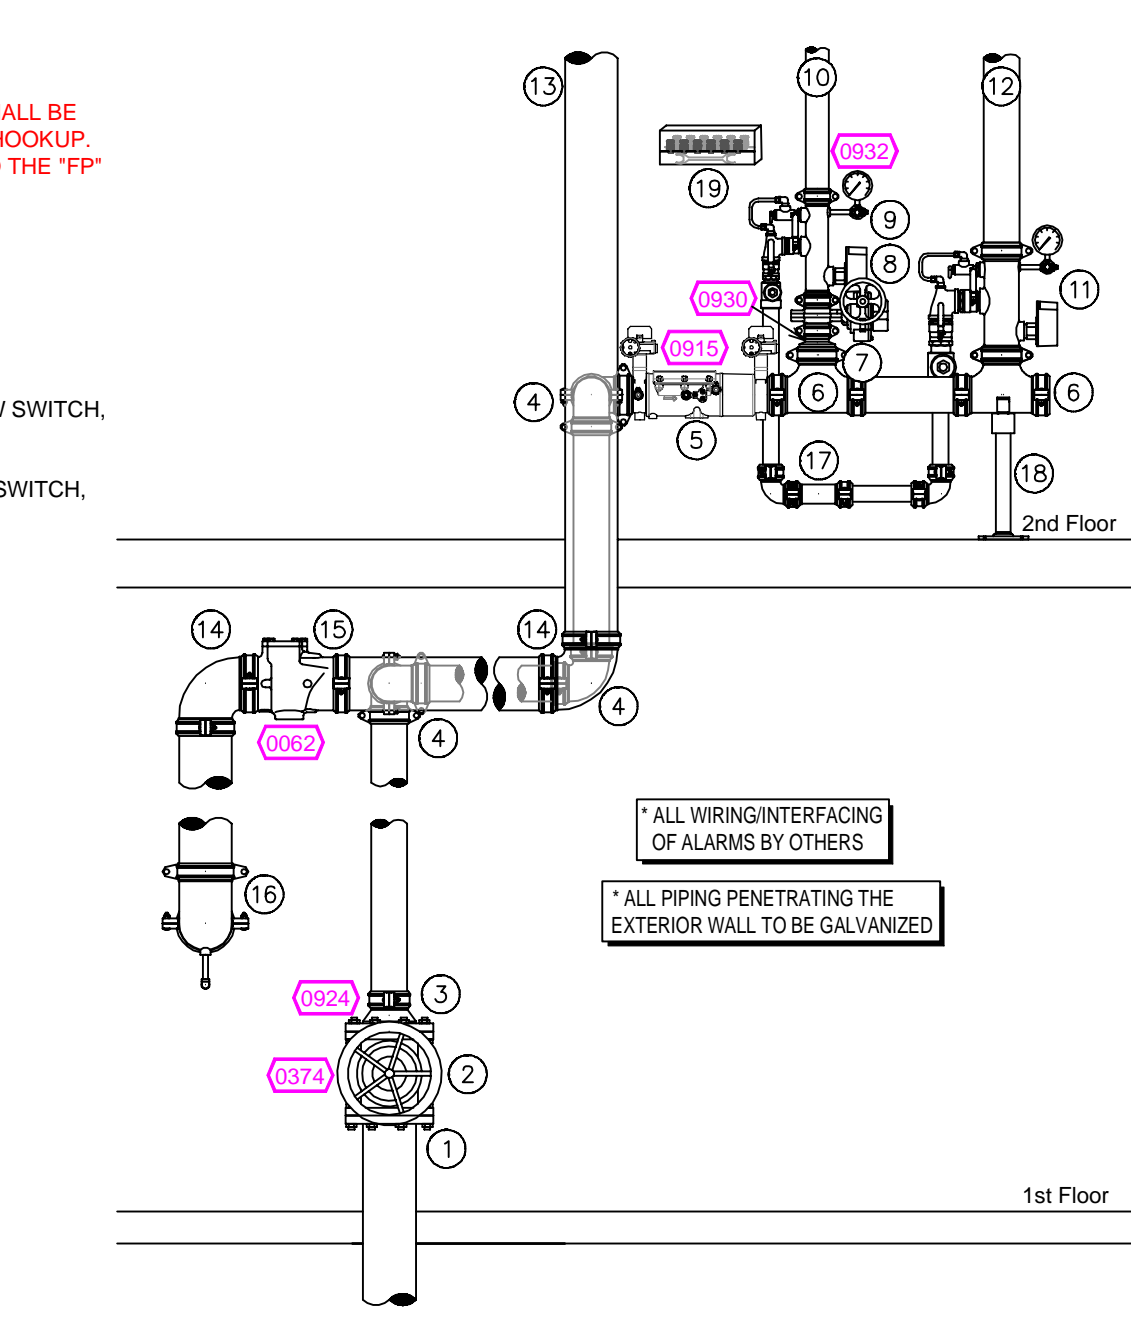 13
10
12
ALL BE
HOOKUP.
THE "FP"
0932
19
9
8
11
0930
0915
7
6
6
4
5
SWITCH,
17
18
SWITCH,
2nd Floor
14
15
14
4
4
0062
* ALL WIRING/INTERFACING
OF ALARMS BY OTHERS
16
* ALL PIPING PENETRATING THE
EXTERIOR WALL TO BE GALVANIZED
0924
3
0374
2
1
1st Floor